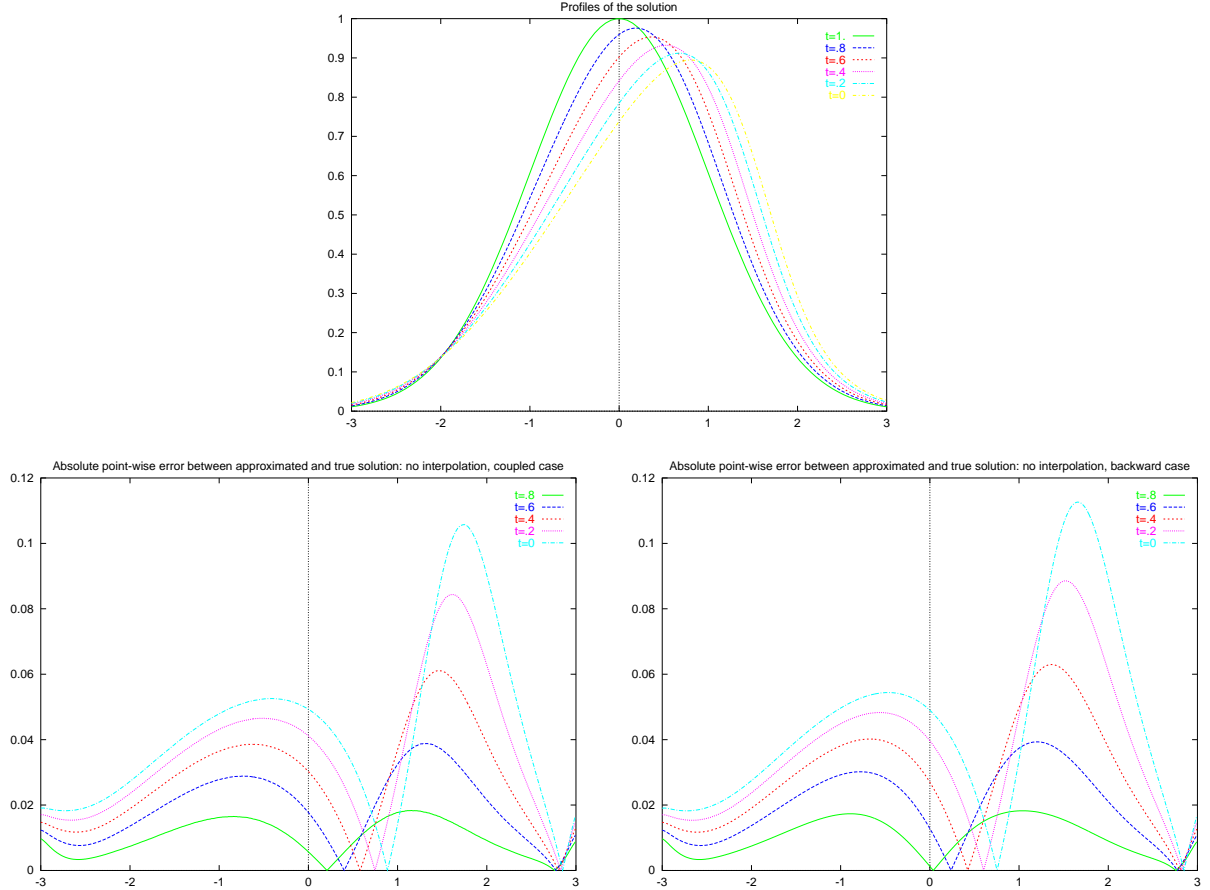 Profiles of the solution
1
0.9
0.8
0.7
0.6
0.5
0.4
0.3
0.2
0.1
0
t=1.
t=.8
t=.6
t=.4
t=.2
t=0
-3 -2 -1 0 1 2 3
Absolute point-wise error between approximated and true solution: no interpolation, coupled case
0.12
0.1
0.08
0.06
0.04
0.02
0
t=.8
t=.6
t=.4
t=.2
t=0
-3 -2 -1 0 1 2 3
Absolute point-wise error between approximated and true solution: no interpolation, backward case
0.12
0.1
0.08
0.06
0.04
0.02
0
t=.8
t=.6
t=.4
t=.2
t=0
-3 -2 -1 0 1 2 3